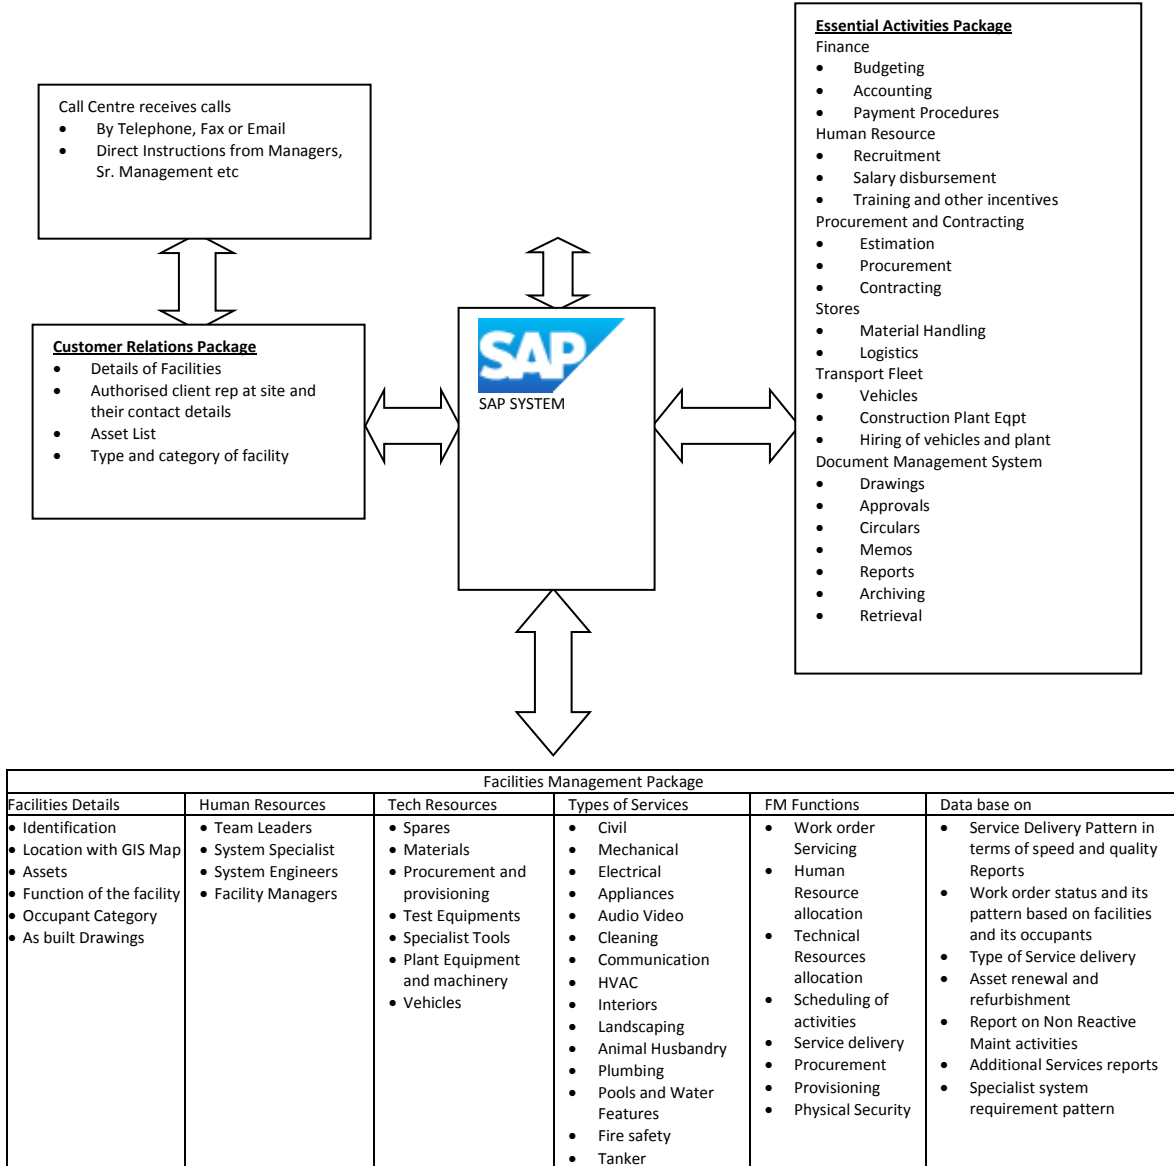 Call Centre receives calls
• By Telephone, Fax or Email
• Direct Instructions from Managers,
Sr. Management etc
Customer Relations Package
• Details of Facilities
• Authorised client rep at site and
their contact details
• Asset List
• Type and category of facility
SAP
SAP SYSTEM
Essential Activities Package
Finance
• Budgeting
• Accounting
• Payment Procedures
Human Resource
• Recruitment
• Salary disbursement
• Training and other incentives
Procurement and Contracting
• Estimation
• Procurement
• Contracting
Stores
• Material Handling
• Logistics
Transport Fleet
• Vehicles
• Construction Plant Eqpt
• Hiring of vehicles and plant
Document Management System
• Drawings
• Approvals
• Circulars
• Memos
• Reports
• Archiving
• Retrieval
Facilities Management Package
Facilities Details
• Identification
• Location with GIS Map
• Assets
• Function of the facility
• Occupant Category
• As built Drawings
Human Resources
• Team Leaders
• System Specialist
• System Engineers
• Facility Managers
Tech Resources
• Spares
• Materials
• Procurement and
provisioning
• Test Equipments
• Specialist Tools
• Plant Equipment
and machinery
• Vehicles
Types of Services
• Civil
• Mechanical
• Electrical
• Appliances
• Audio Video
• Cleaning
• Communication
• HVAC
• Interiors
• Landscaping
• Animal Husbandry
• Plumbing
• Pools and Water
Features
• Fire safety
• Tanker
FM Functions
• Work order
Servicing
• Human
Resource
allocation
• Technical
Resources
allocation
• Scheduling of
activities
• Service delivery
• Procurement
• Provisioning
• Physical Security
Data base on
• Service Delivery Pattern in
terms of speed and quality
Reports
• Work order status and its
pattern based on facilities
and its occupants
• Type of Service delivery
• Asset renewal and
refurbishment
• Report on Non Reactive
Maint activities
• Additional Services reports
• Specialist system
requirement pattern